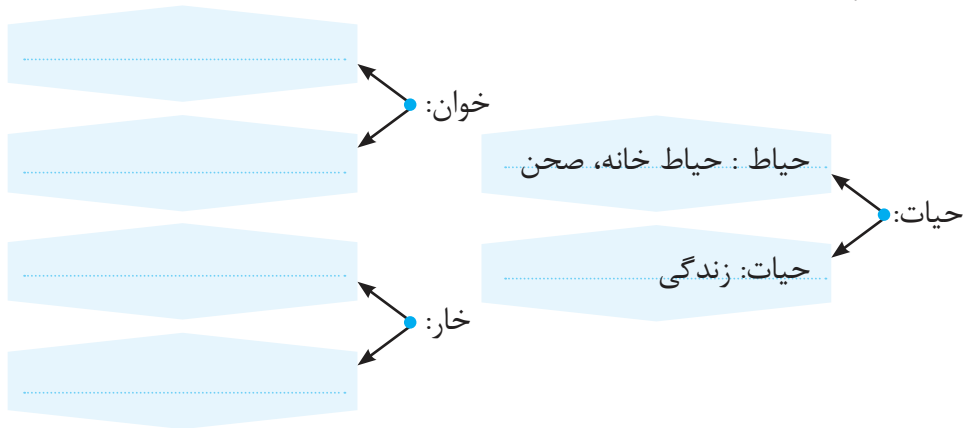 حیات:
حیاط : حیاط خانه، صحن
حیات: زندگی
خوان:
خار: